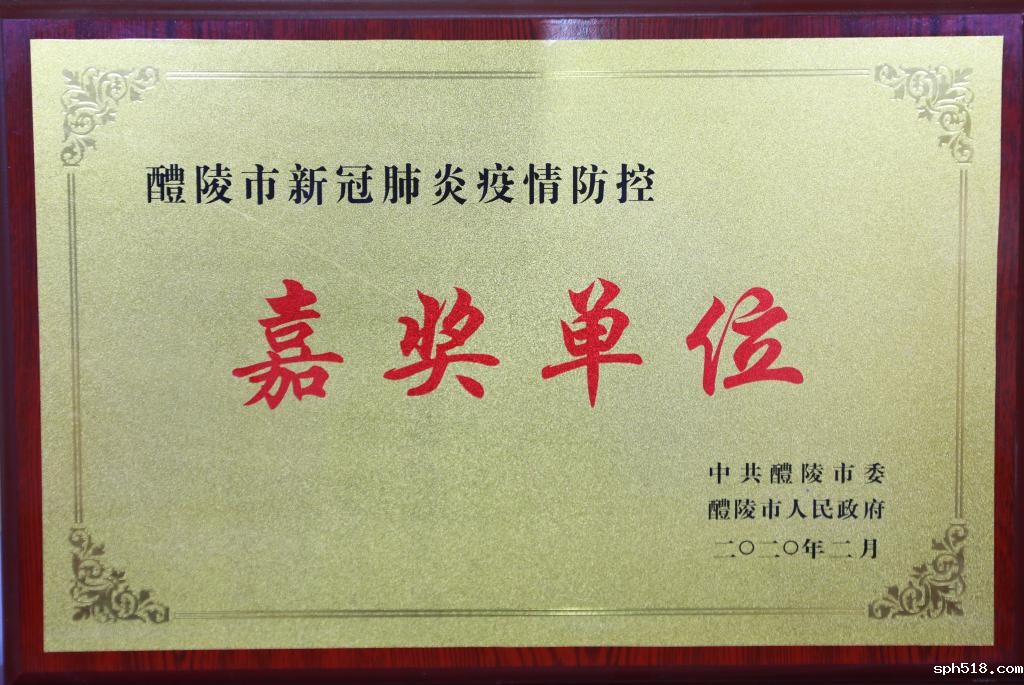 醴陵市新冠肺炎疫情防控
嘉奖单位
中共醴陵市委
醴陵市人民政府
二〇二〇年二月
sph518.com